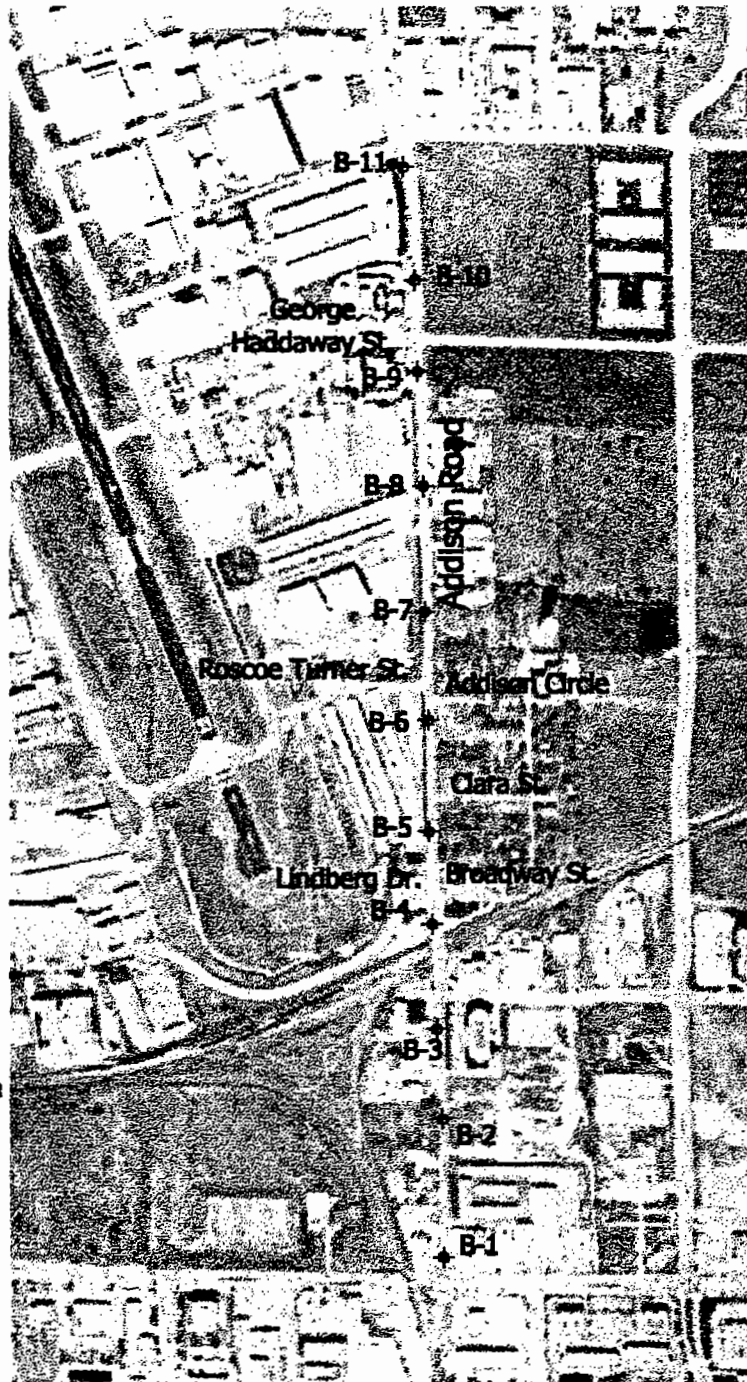 B-11
B-10
George
Haddaway St.
B-9
B-8
Addison Road
B-7
Roscoe Turner St.
Addison Circle
B-6
Clara St.
B-5
Lindberg Dr.
Broadway St.
B-4
B-3
B-2
B-1